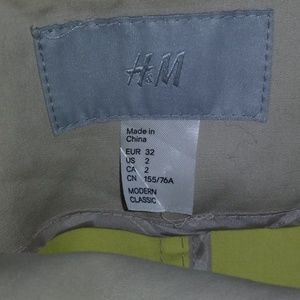 H&M
Made in
China
EUR 32
US 2
CA 2
CN 155/76A
MODERN
CLASSIC